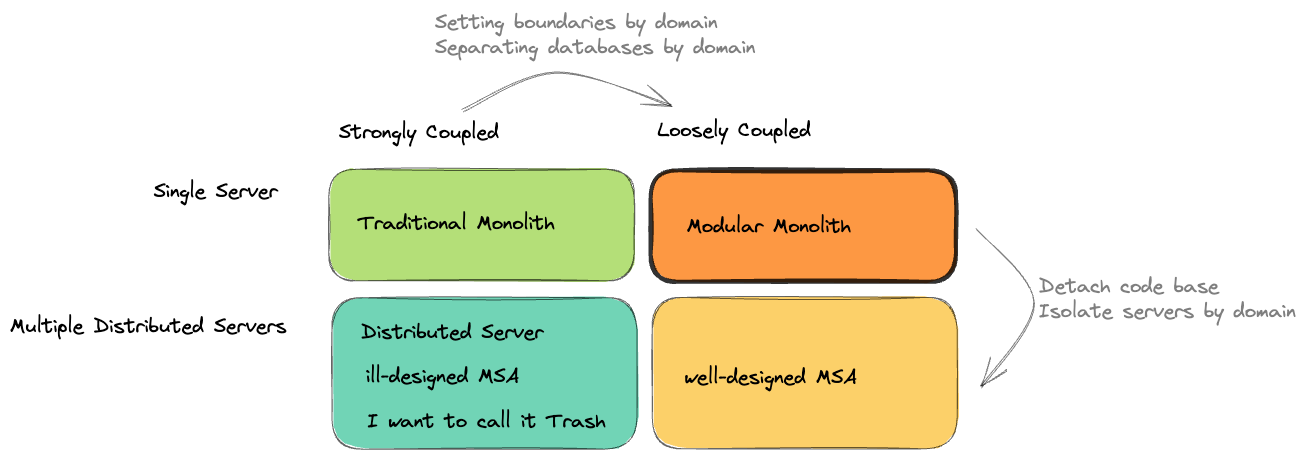 Setting boundaries by domain
Separating databases by domain
Strongly Coupled
Loosely Coupled
Single Server
Traditional Monolith
Modular Monolith
Detach code base
Isolate servers by domain
Multiple Distributed Servers
Distributed Server
ill-designed MSA
I want to call it Trash
well-designed MSA